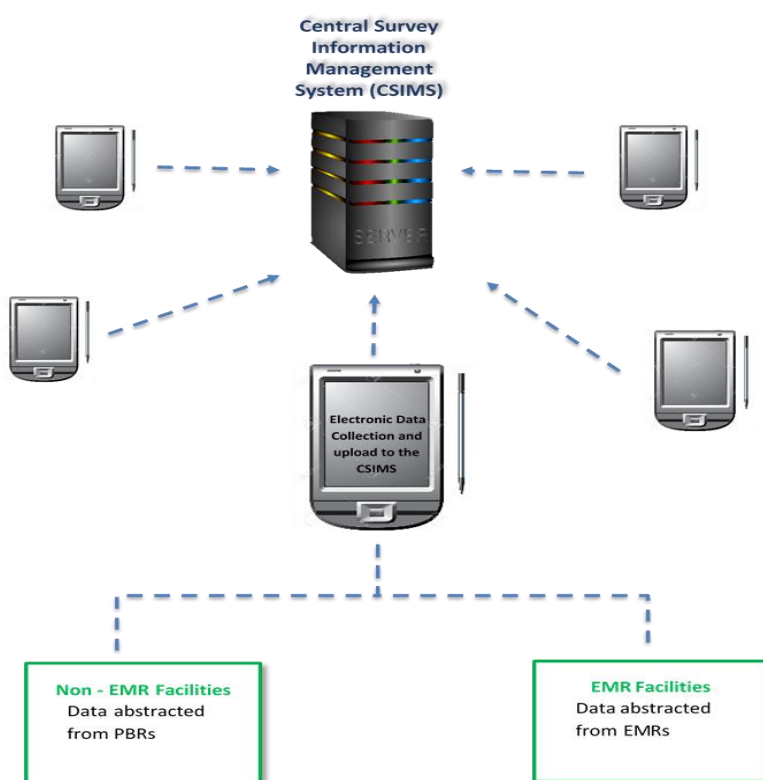 Central Survey
Information
Management
System (CSIMS)
SERVER
Electronic Data
Collection and
upload to the
CSIMS
Non - EMR Facilities
Data abstracted
from PBRs
EMR Facilities
Data abstracted
from EMRs